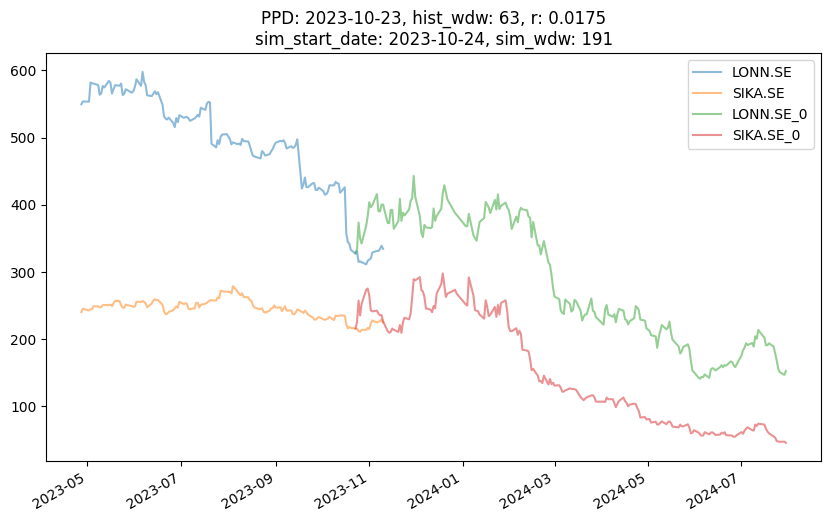 PPD: 2023-10-23, hist_wdw: 63, r: 0.0175
sim_start_date: 2023-10-24, sim_wdw: 191
LONN.SE
SIKA.SE
LONN.SE_0
SIKA.SE_0
600
500
400
300
200
100
2023-05
2023-07
2023-09
2023-11
2024-01
2024-03
2024-05
2024-07